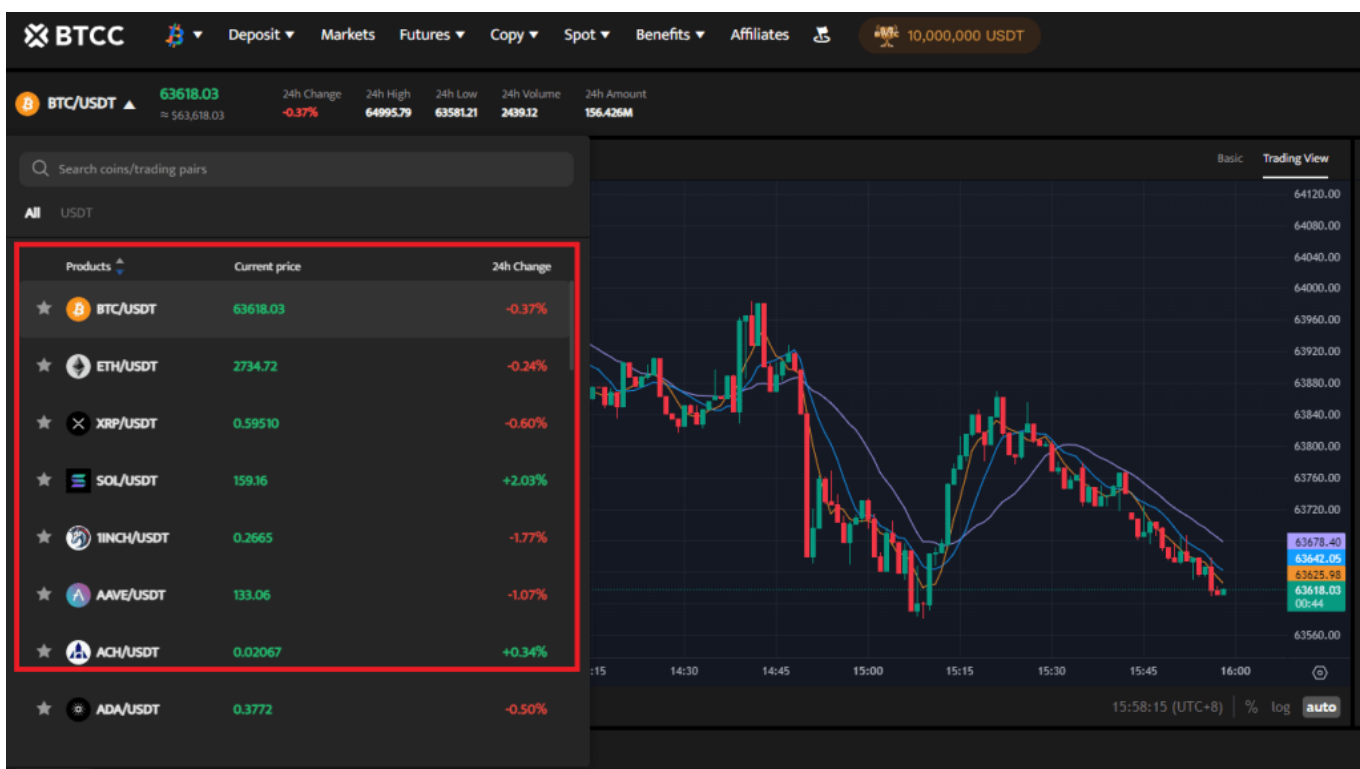 BTCC Deposit Markets Futures Copy Spot Benefits Affiliates 10,000,000 USDT
BTC/USDT 63618.03 24h Change 24h High 24h Low 24h Volume 24h Amount
≈ $63,618.03 -0.37% 64995.79 63581.21 2439.12 156.426M
Search coins/trading pairs
Basic Trading View
All USDT
Products Current price 24h Change
BTC/USDT 63618.03 -0.37%
ETH/USDT 2734.72 -0.24%
XRP/USDT 0.59510 -0.60%
SOL/USDT 159.16 +2.03%
1INCH/USDT 0.2665 -1.77%
AAVE/USDT 133.06 -1.07%
ACH/USDT 0.02067 +0.34%
ADA/USDT 0.3772 -0.50%
64120.00
64080.00
64040.00
64000.00
63960.00
63920.00
63880.00
63840.00
63800.00
63760.00
63720.00
63678.40
63642.05
63625.98
63618.03
00:44
63560.00
:15 14:30 14:45 15:00 15:15 15:30 15:45 16:00
15:58:15 (UTC+8) % log auto